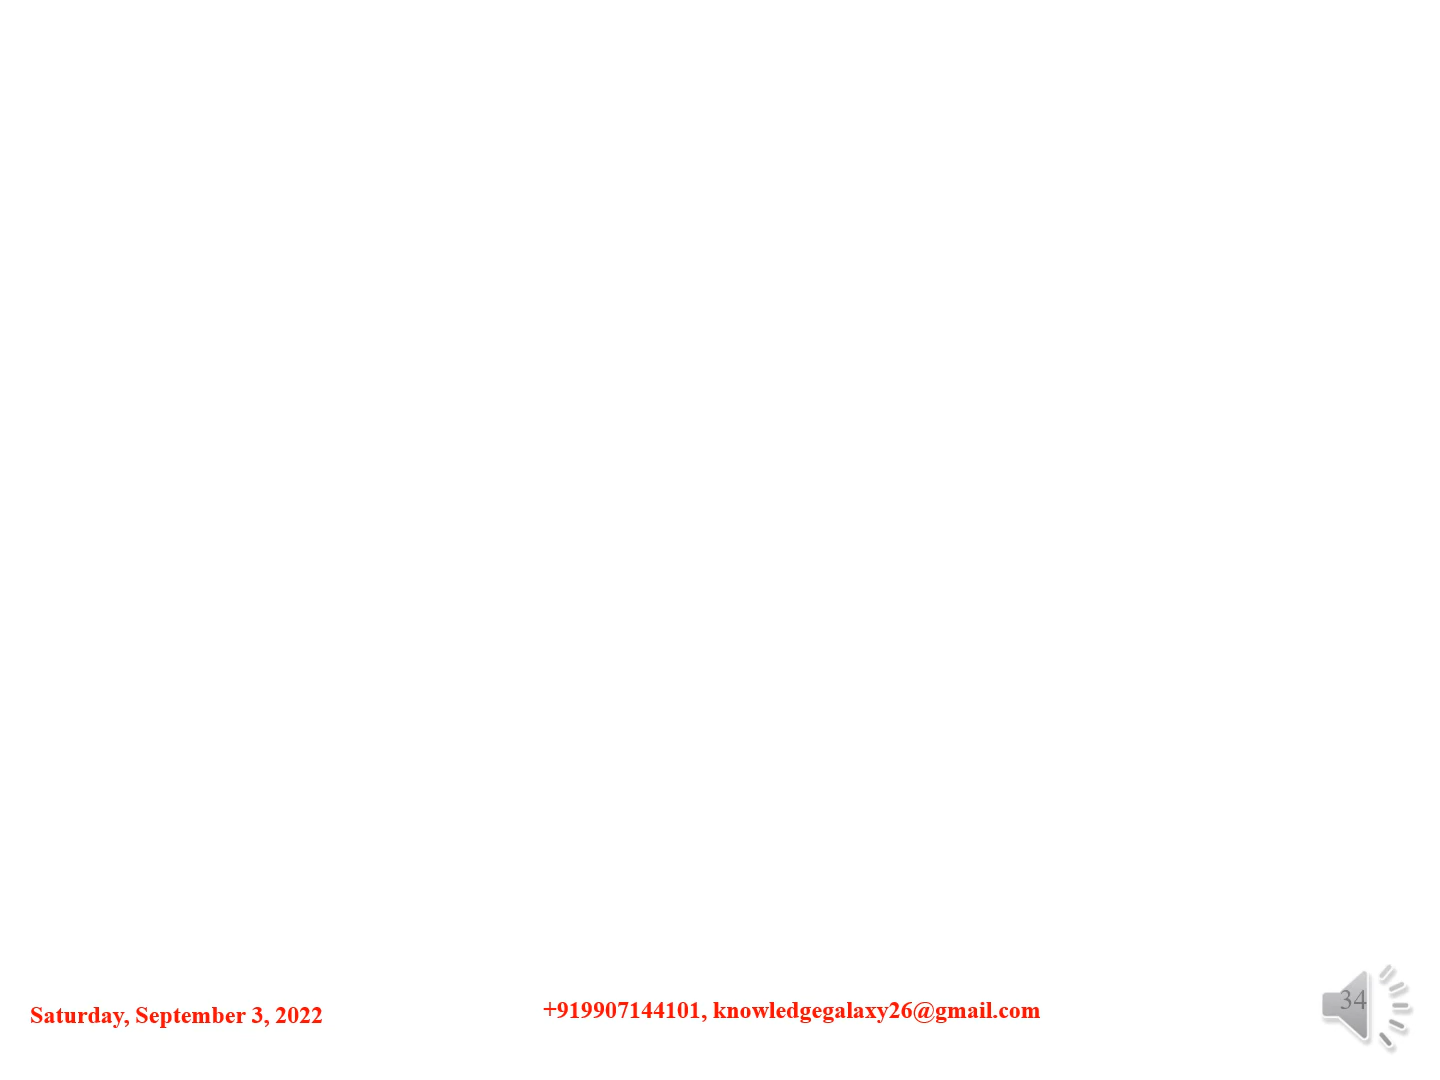 Saturday, September 3, 2022
+919907144101, knowledgegalaxy26@gmail.com
34